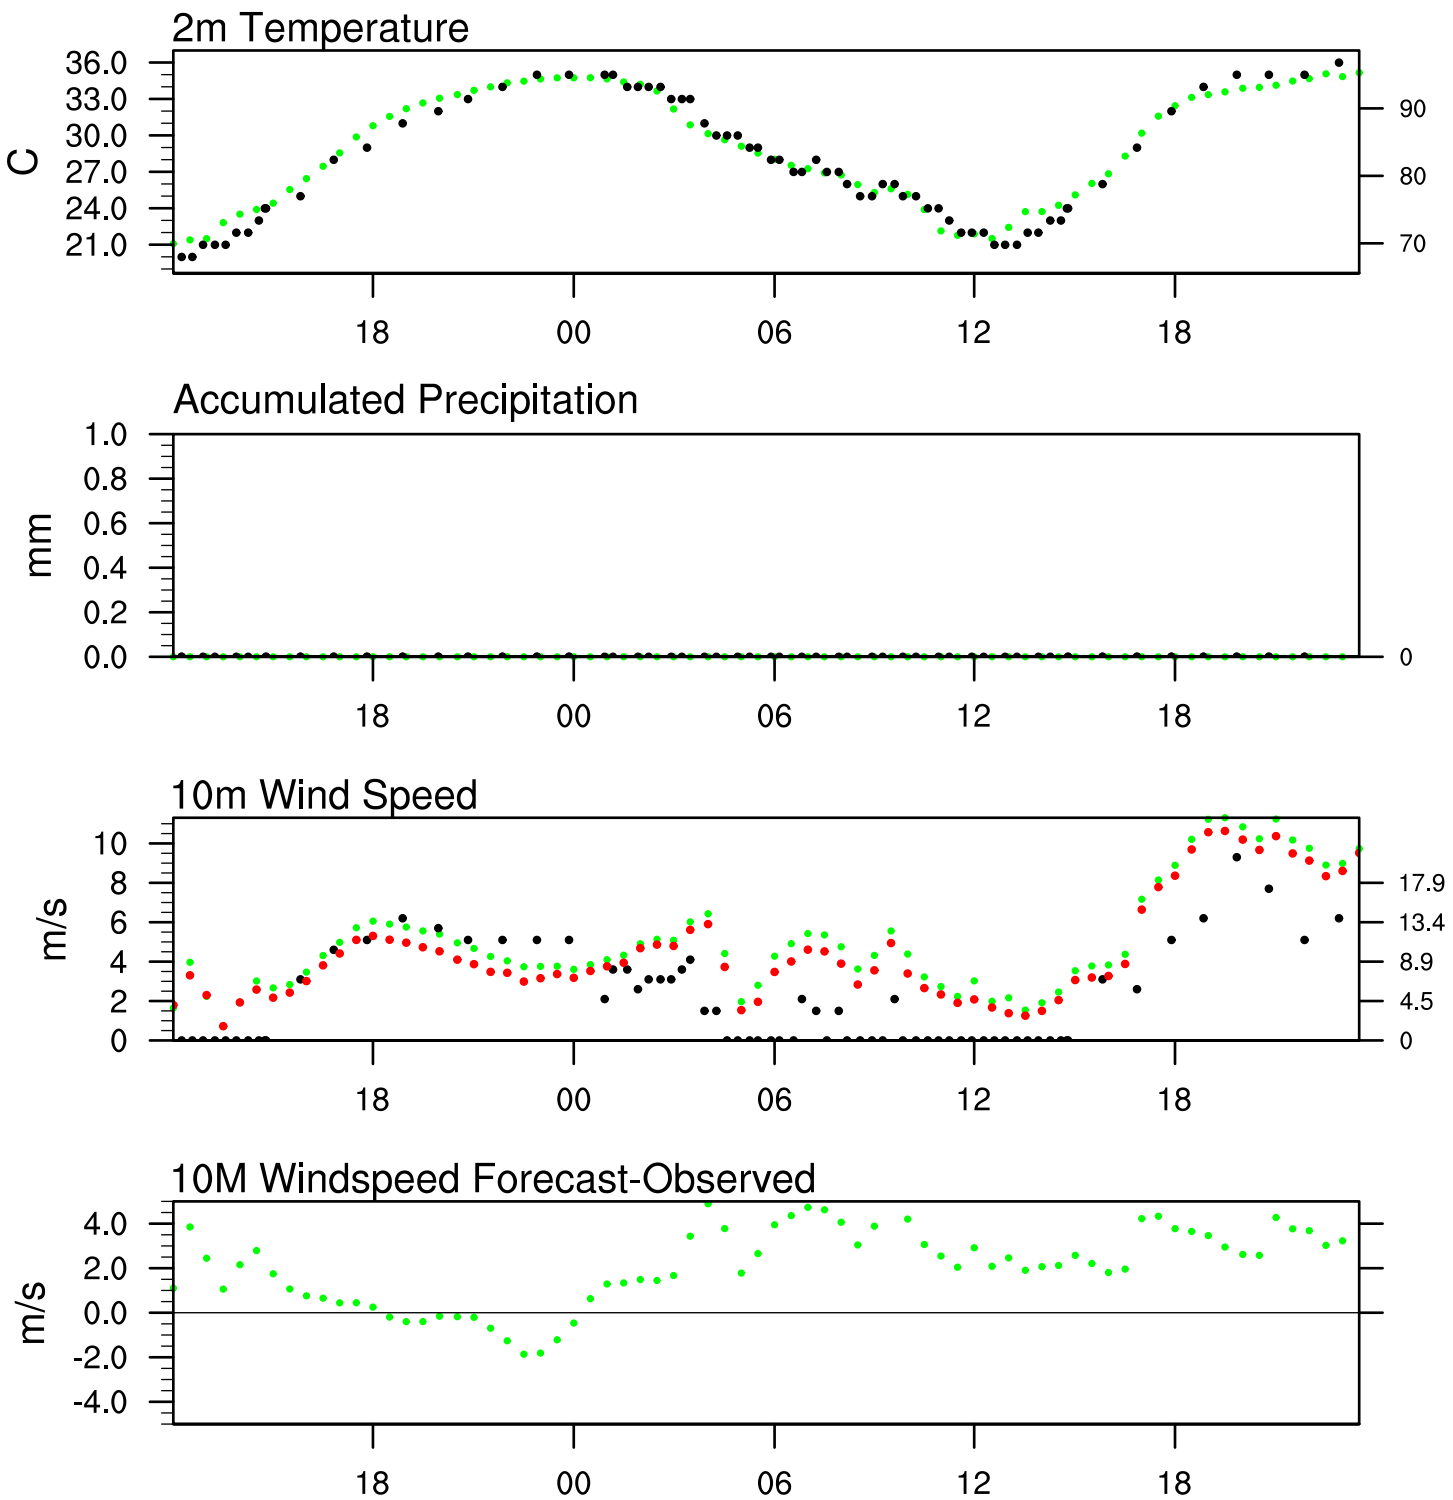 2m Temperature
36.0
33.0
30.0
27.0
24.0
21.0
C
90
80
70
18 00 06 12 18
Accumulated Precipitation
1.0
0.8
0.6
0.4
0.2
0.0
mm
0
18 00 06 12 18
10m Wind Speed
10
8
6
4
2
0
m/s
17.9
13.4
8.9
4.5
0
18 00 06 12 18
10M Windspeed Forecast-Observed
4.0
2.0
0.0
-2.0
-4.0
m/s
18 00 06 12 18